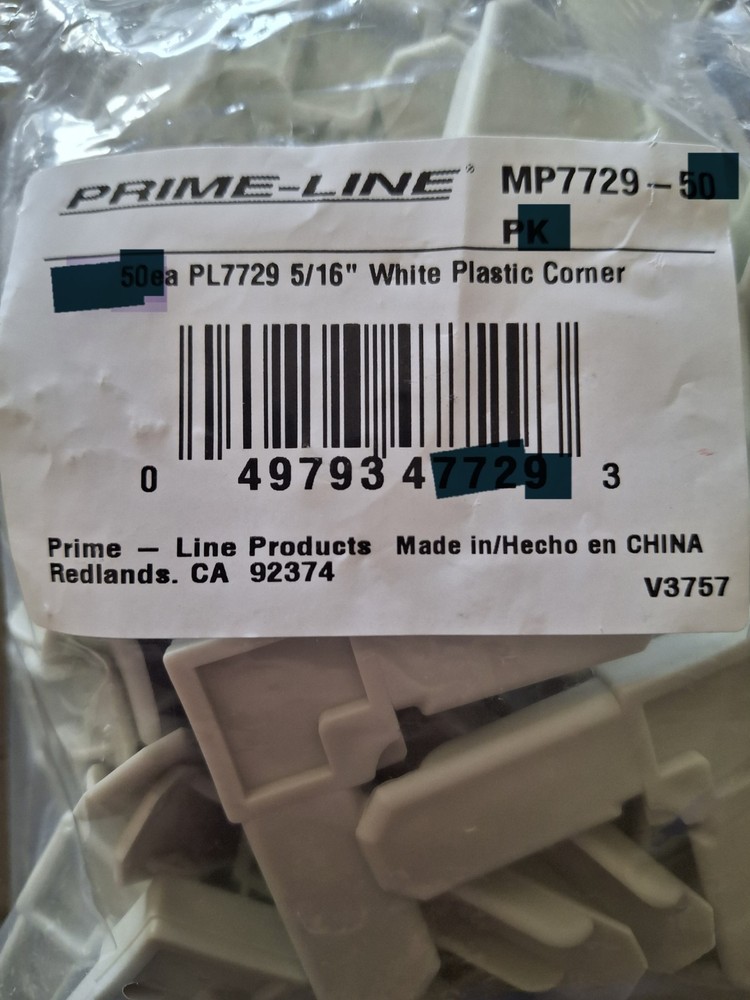 PRIME-LINE® MP7729-50
PK
50ea PL7729 5/16" White Plastic Corner
0 49793 47729 3
Prime — Line Products Made in/Hecho en CHINA
Redlands. CA 92374
V3757